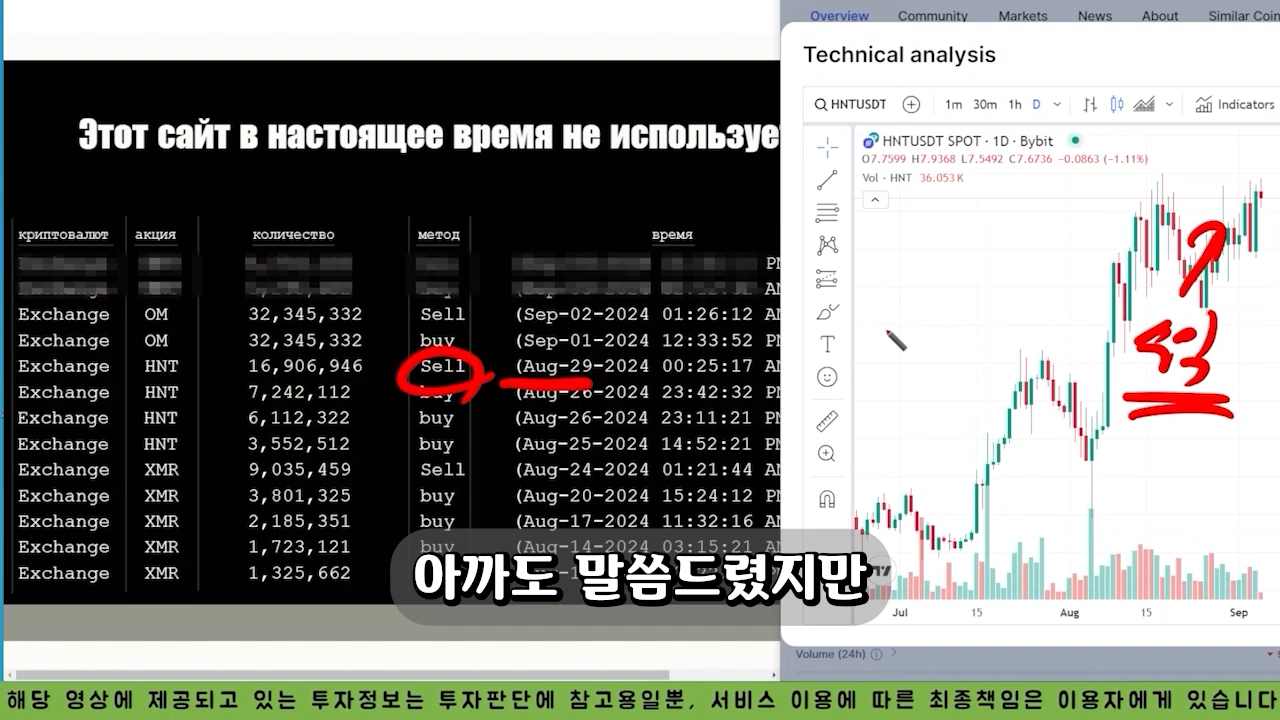 Overview Community Markets News About Similar Coin
Technical analysis
HNTUSDT 1m 30m 1h D Indicators
HNTUSDT SPOT · 1D · Bybit
O7.7599 H7.9368 L7.5492 C7.6736 -0.0863 (-1.11%)
Vol · HNT 36.053K
Этот сайт в настоящее время не использует
криптовалют акция количество метод время
Exchange OM 32,345,332 Sell (Sep-02-2024 01:26:12 AM
Exchange OM 32,345,332 buy (Sep-01-2024 12:33:52 PM
Exchange HNT 16,906,946 Sell (Aug-29-2024 00:25:17 AM
Exchange HNT 7,242,112 buy (Aug-26-2024 23:42:32 PM
Exchange HNT 6,112,322 buy (Aug-26-2024 23:11:21 PM
Exchange HNT 3,552,512 buy (Aug-25-2024 14:52:21 PM
Exchange XMR 9,035,459 Sell (Aug-24-2024 01:21:44 AM
Exchange XMR 3,801,325 buy (Aug-20-2024 15:24:12 PM
Exchange XMR 2,185,351 buy (Aug-17-2024 11:32:16 AM
Exchange XMR 1,723,121 buy (Aug-14-2024 03:15:21 AM
Exchange XMR 1,325,662
아까도 말씀드렸지만
Jul 15 Aug 15 Sep
Volume (24h)
해당 영상에 제공되고 있는 투자정보는 투자판단에 참고용일뿐, 서비스 이용에 따른 최종책임은 이용자에게 있습니다